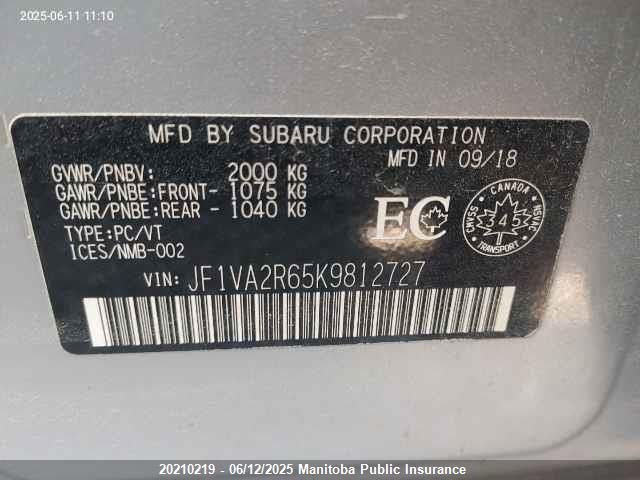 2025-06-11 11:10
MFD BY SUBARU CORPORATION
MFD IN 09/18
GVWR/PNBV: 2000 KG
GAWR/PNBE:FRONT- 1075 KG
GAWR/PNBE:REAR - 1040 KG
TYPE:PC/VT
ICES/NMB-002
EC
CANADA
CNVSS 345 NSVAC
TRANSPORT
VIN: JF1VA2R65K9812727
20210219 - 06/12/2025 Manitoba Public Insurance